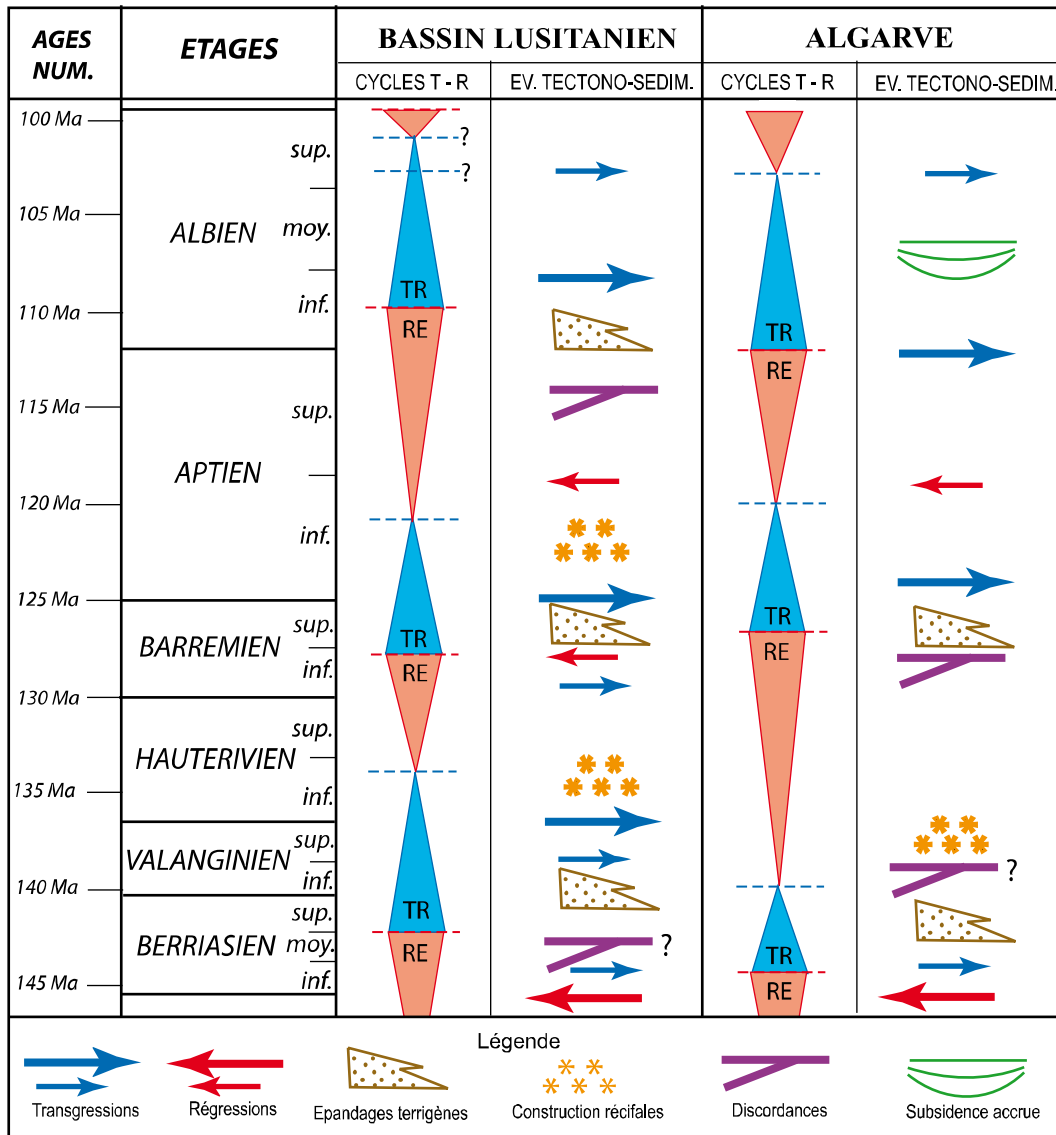 AGES NUM.
ETAGES
BASSIN LUSITANIEN
ALGARVE
CYCLES T - R
EV. TECTONO-SEDIM.
CYCLES T - R
EV. TECTONO-SEDIM.
100 Ma
sup.
?
?
105 Ma
ALBIEN
moy.
110 Ma
inf.
TR
RE
TR
RE
115 Ma
sup.
APTIEN
120 Ma
inf.
125 Ma
sup.
BARREMIEN
inf.
TR
RE
TR
RE
130 Ma
sup.
HAUTERIVIEN
135 Ma
inf.
sup.
VALANGINIEN
inf.
?
140 Ma
sup.
BERRIASIEN
moy.
inf.
TR
RE
?
TR
RE
145 Ma
Légende
Transgressions
Régressions
Epandages terrigènes
Construction récifales
Discordances
Subsidence accrue